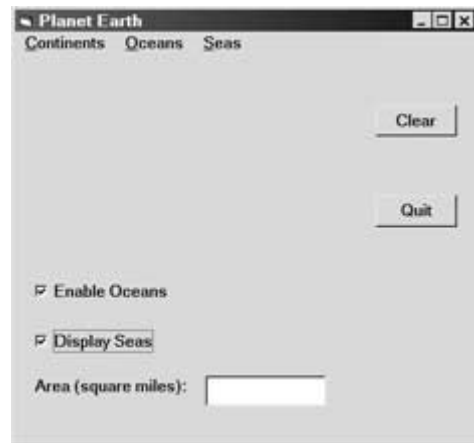 Planet Earth
Continents Oceans Seas
Clear
Quit
Enable Oceans
Display Seas
Area (square miles):